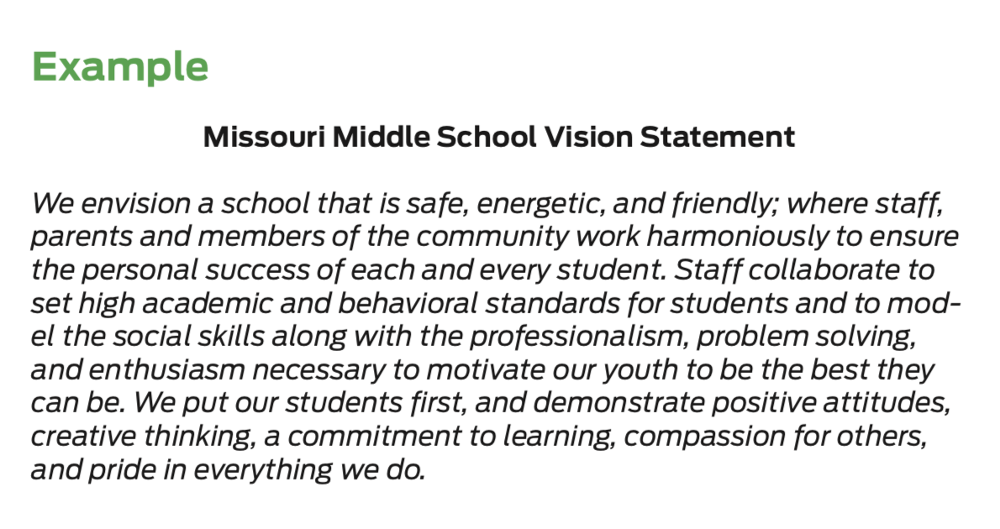 Example
Missouri Middle School Vision Statement
We envision a school that is safe, energetic, and friendly; where staff,
parents and members of the community work harmoniously to ensure
the personal success of each and every student. Staff collaborate to
set high academic and behavioral standards for students and to mod-
el the social skills along with the professionalism, problem solving,
and enthusiasm necessary to motivate our youth to be the best they
can be. We put our students first, and demonstrate positive attitudes,
creative thinking, a commitment to learning, compassion for others,
and pride in everything we do.